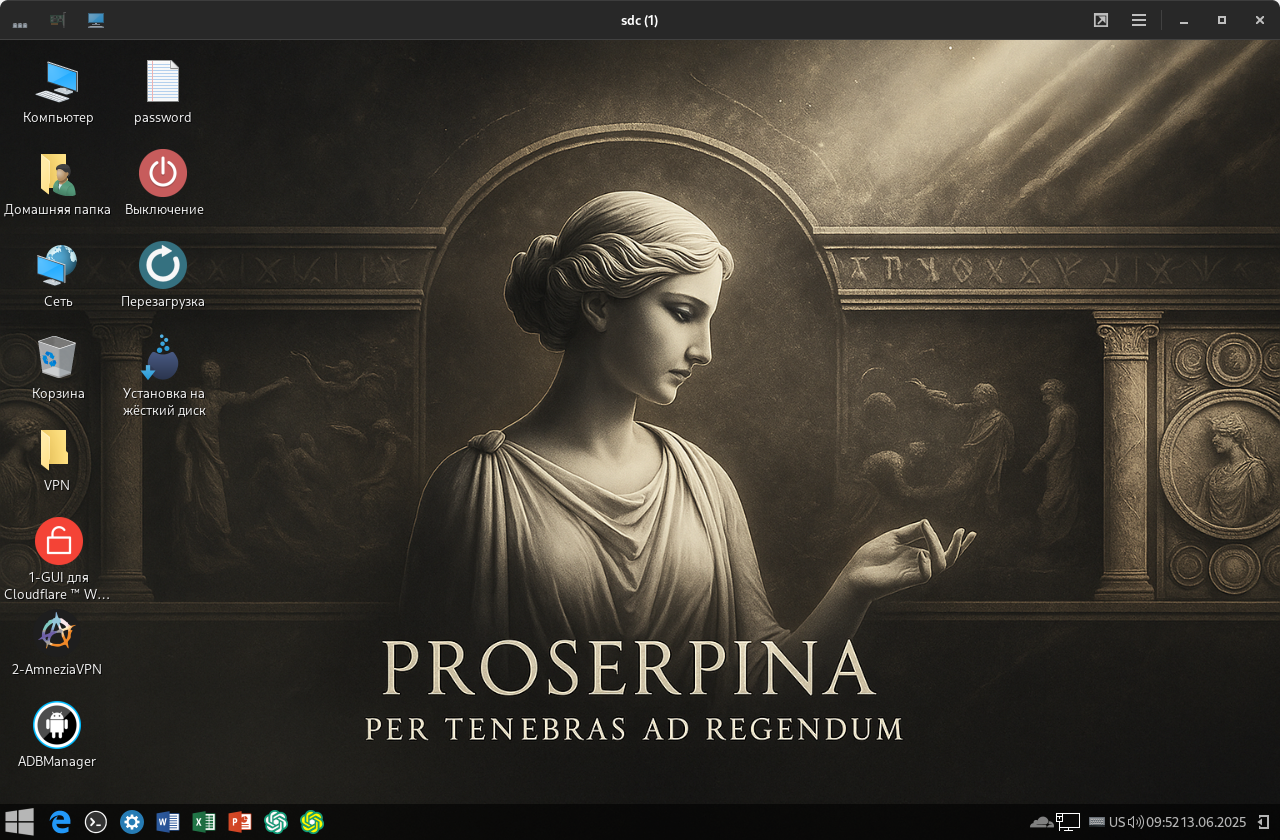 sdc (1)
Компьютер
password
Домашняя папка
Выключение
Сеть
Перезагрузка
Корзина
Установка на
жёсткий диск
VPN
1-GUI для
Cloudflare ™ W...
2-AmneziaVPN
ADBManager
PROSERPINA
PER TENEBRAS AD REGENDUM
US 09:52 13.06.2025